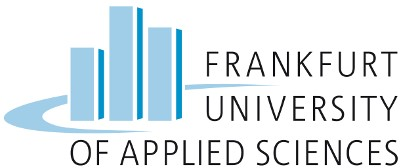 FRANKFURT
UNIVERSITY
OF APPLIED SCIENCES